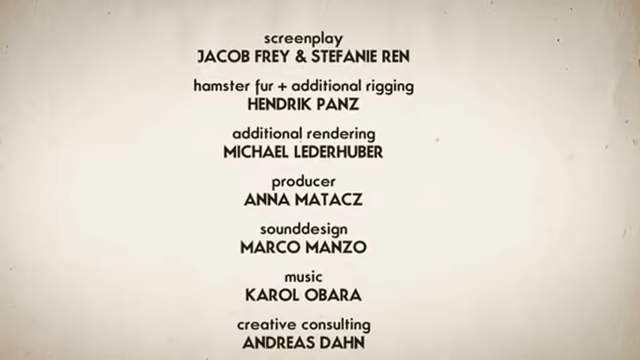 screenplay
JACOB FREY & STEFANIE REN
hamster fur + additional rigging
HENDRIK PANZ
additional rendering
MICHAEL LEDERHUBER
producer
ANNA MATACZ
sounddesign
MARCO MANZO
music
KAROL OBARA
creative consulting
ANDREAS DAHN